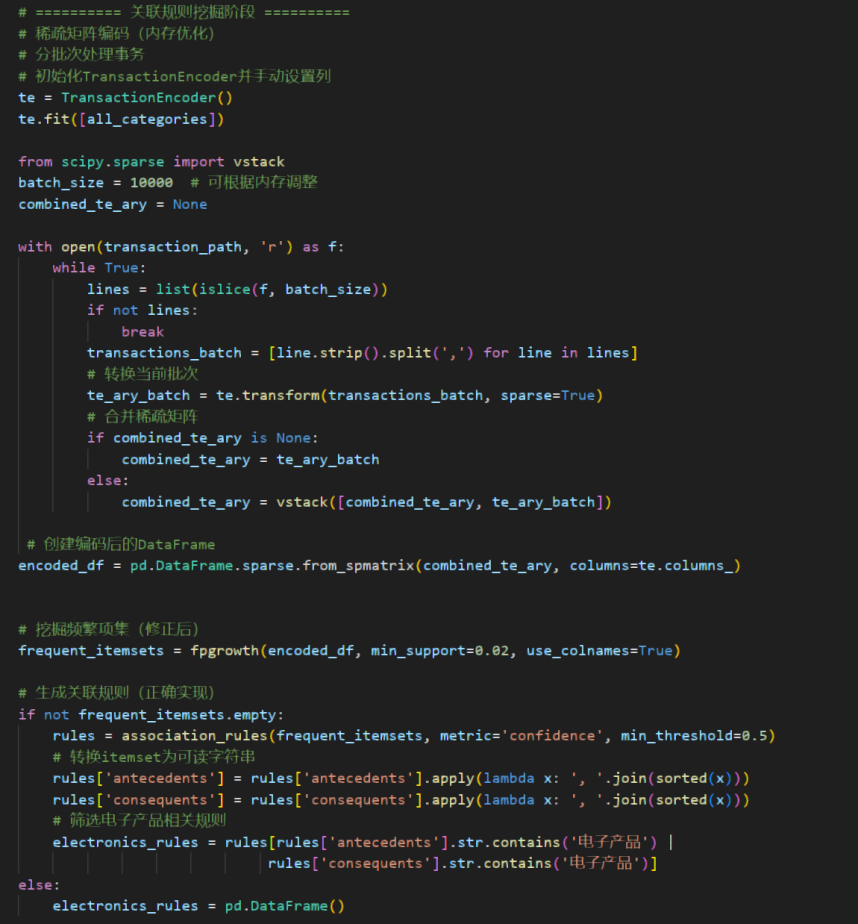 # ========== 关联规则挖掘阶段 ==========
# 稀疏矩阵编码（内存优化）
# 分批次处理事务
# 初始化TransactionEncoder并手动设置列
te = TransactionEncoder()
te.fit([all_categories])

from scipy.sparse import vstack
batch_size = 10000  # 可根据内存调整
combined_te_ary = None

with open(transaction_path, 'r') as f:
    while True:
        lines = list(islice(f, batch_size))
        if not lines:
            break
        transactions_batch = [line.strip().split(',') for line in lines]
        # 转换当前批次
        te_ary_batch = te.transform(transactions_batch, sparse=True)
        # 合并稀疏矩阵
        if combined_te_ary is None:
            combined_te_ary = te_ary_batch
        else:
            combined_te_ary = vstack([combined_te_ary, te_ary_batch])

 # 创建编码后的DataFrame
encoded_df = pd.DataFrame.sparse.from_spmatrix(combined_te_ary, columns=te.columns_)


# 挖掘频繁项集（修正后）
frequent_itemsets = fpgrowth(encoded_df, min_support=0.02, use_colnames=True)

# 生成关联规则（正确实现）
if not frequent_itemsets.empty:
    rules = association_rules(frequent_itemsets, metric='confidence', min_threshold=0.5)
    # 转换itemset为可读字符串
    rules['antecedents'] = rules['antecedents'].apply(lambda x: ', '.join(sorted(x)))
    rules['consequents'] = rules['consequents'].apply(lambda x: ', '.join(sorted(x)))
    # 筛选电子产品相关规则
    electronics_rules = rules[rules['antecedents'].str.contains('电子产品') |
                             rules['consequents'].str.contains('电子产品')]
else:
    electronics_rules = pd.DataFrame()